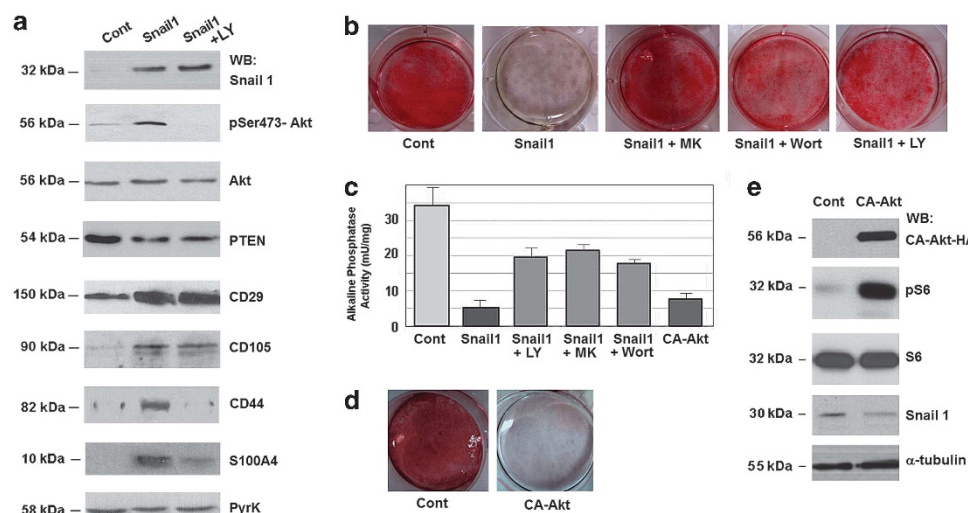 a
Cont
Snail1
Snail1
+LY
32 kDa
WB:
Snail 1
56 kDa
pSer473- Akt
56 kDa
Akt
54 kDa
PTEN
150 kDa
CD29
90 kDa
CD105
82 kDa
CD44
10 kDa
S100A4
58 kDa
PyrK
b
Cont
Snail1
Snail1 + MK
Snail1 + Wort
Snail1 + LY
c
Alkaline Phosphatase
Activity (mU/mg)
30
20
10
0
Cont
Snail1
Snail1
+ LY
Snail1
+ MK
Snail1
+ Wort
CA-Akt
d
Cont
CA-Akt
e
Cont
CA-Akt
56 kDa
WB:
CA-Akt-HA
32 kDa
pS6
32 kDa
S6
30 kDa
Snail 1
55 kDa
α-tubulin